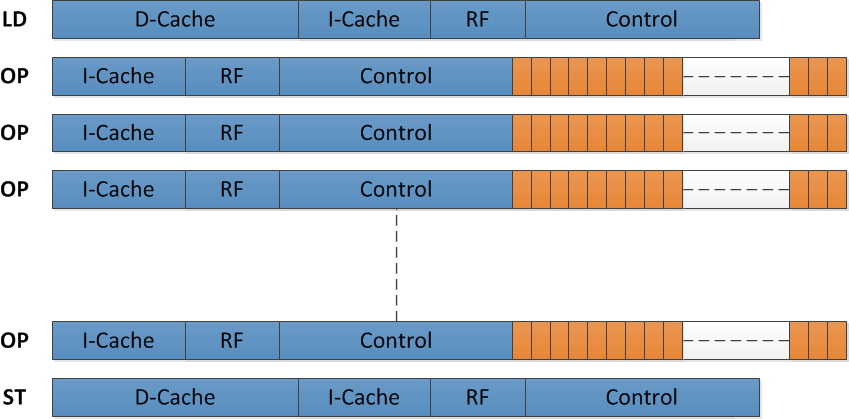 LD D-Cache I-Cache RF Control
OP I-Cache RF Control
OP I-Cache RF Control
OP I-Cache RF Control
OP I-Cache RF Control
ST D-Cache I-Cache RF Control